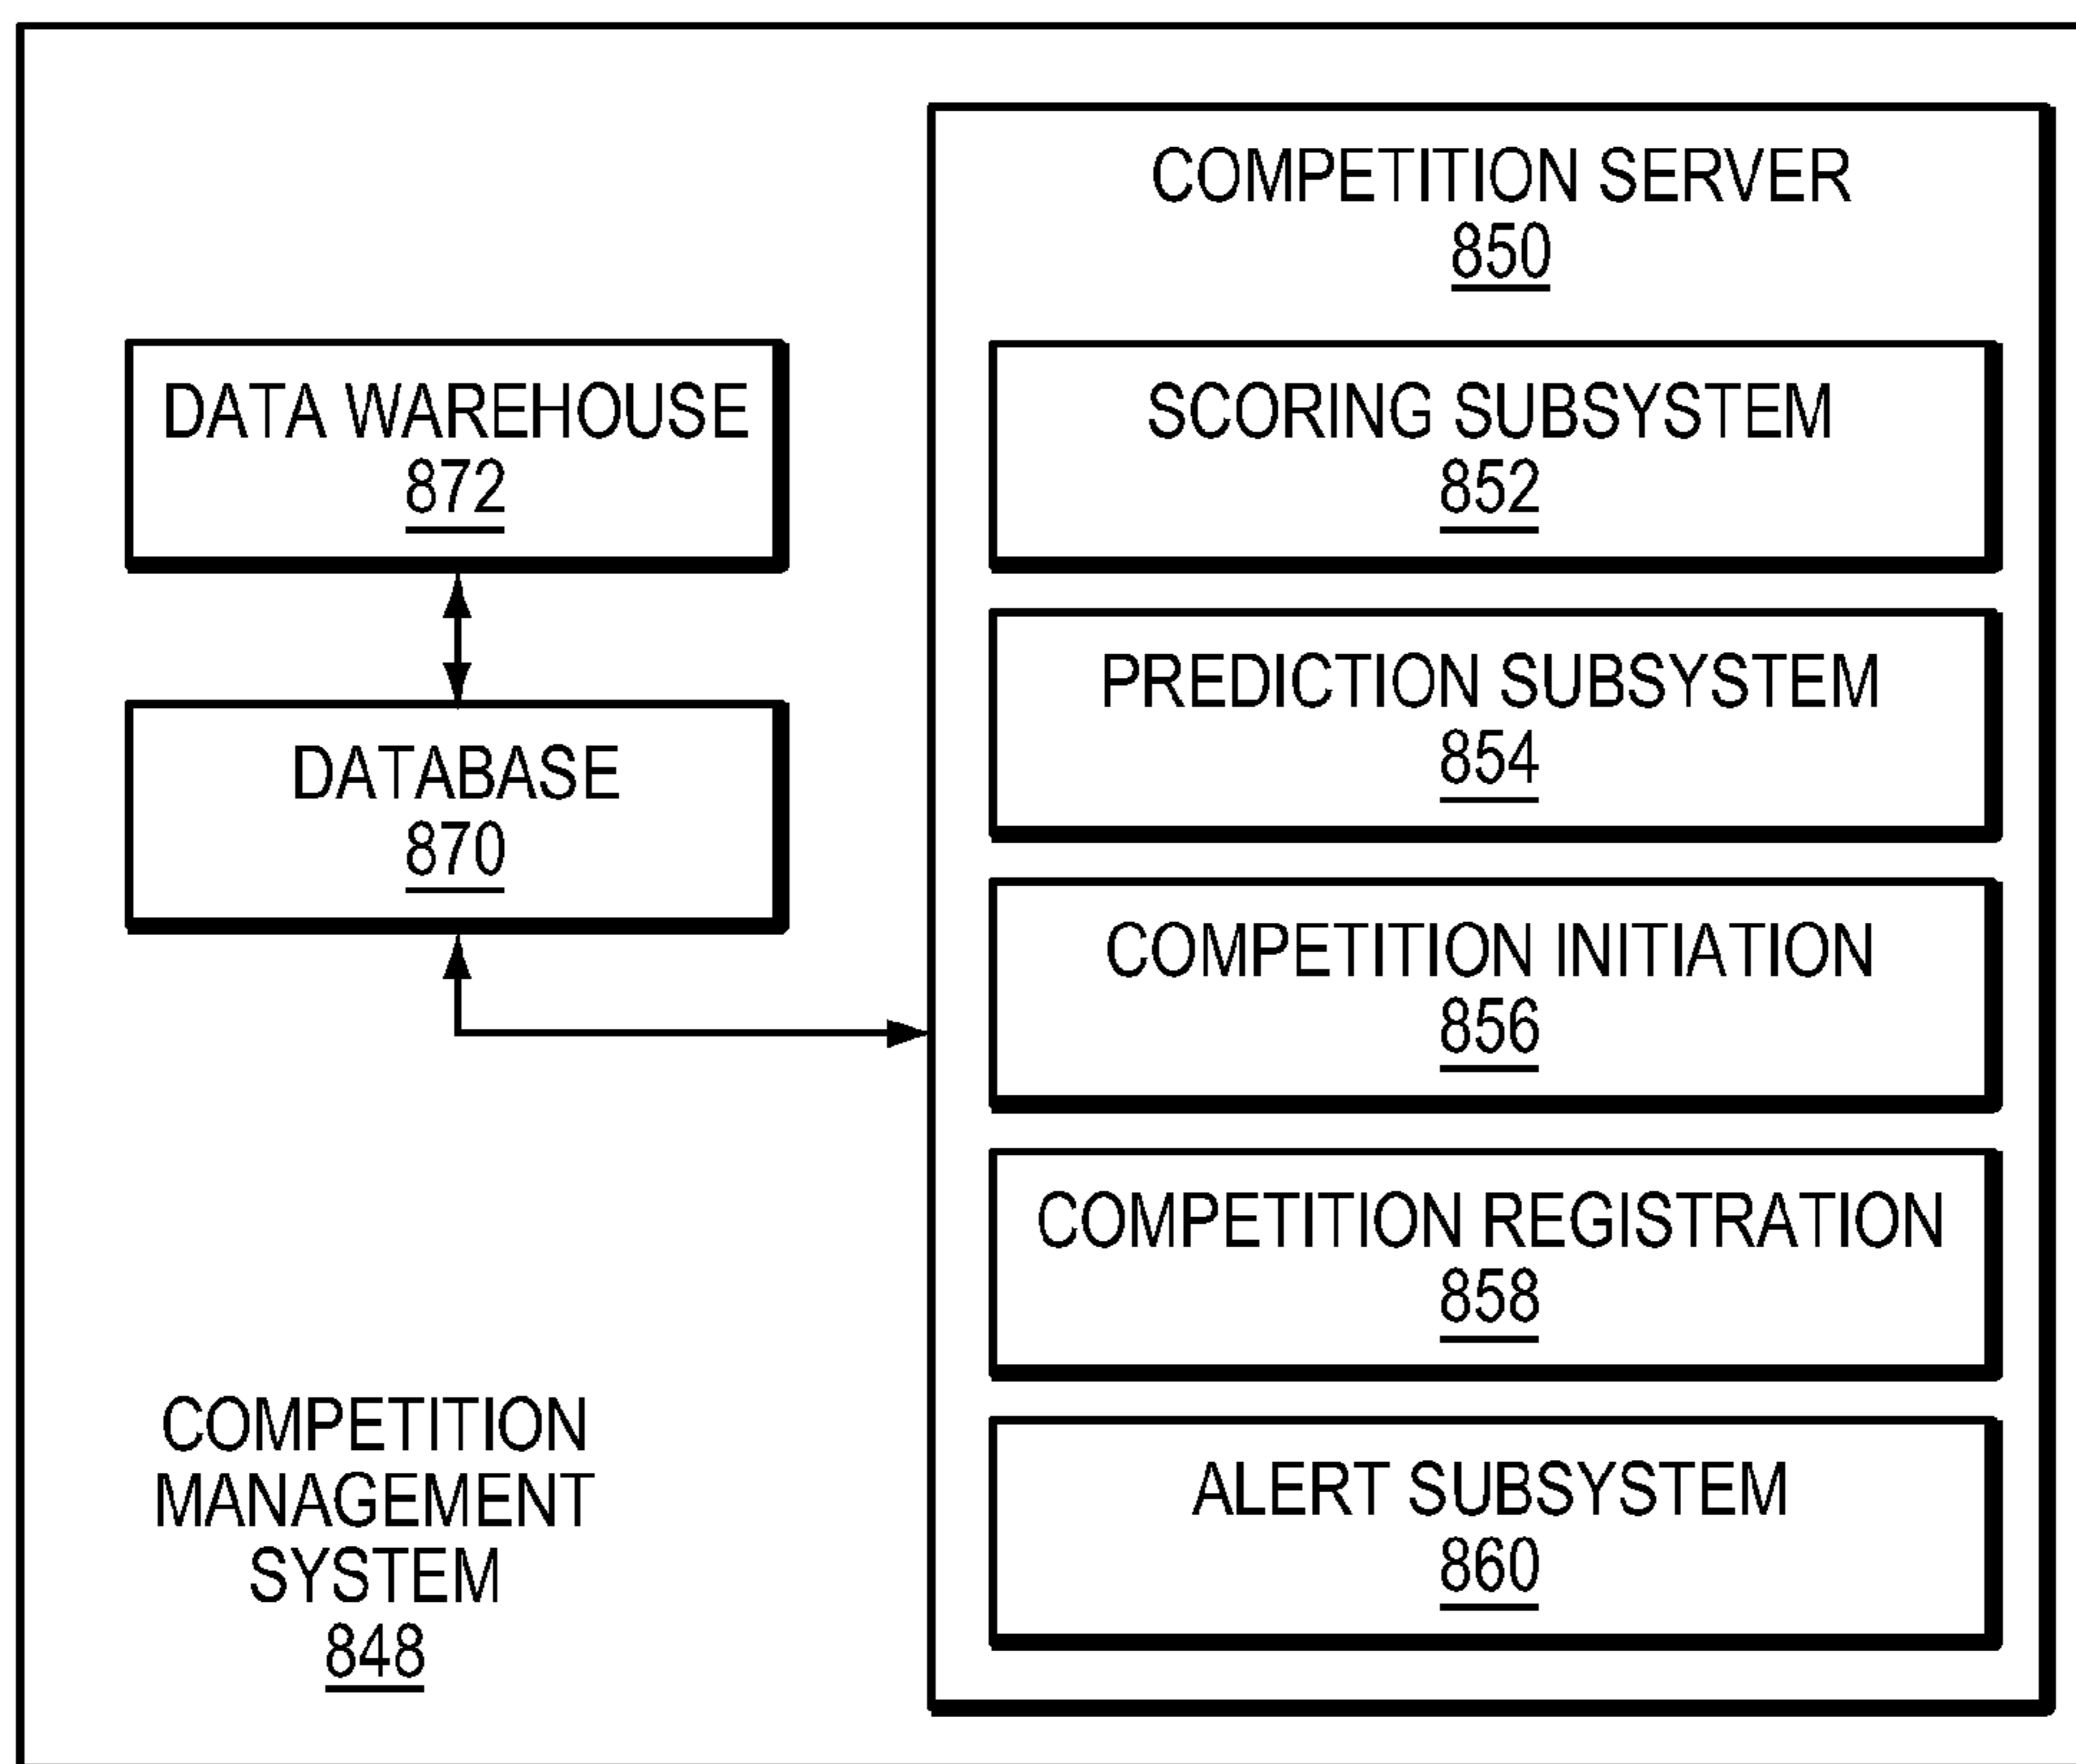 COMPETITION SERVER
850
DATA WAREHOUSE
872
SCORING SUBSYSTEM
852
PREDICTION SUBSYSTEM
854
DATABASE
870
COMPETITION INITIATION
856
COMPETITION REGISTRATION
858
ALERT SUBSYSTEM
860
COMPETITION
MANAGEMENT
SYSTEM
848